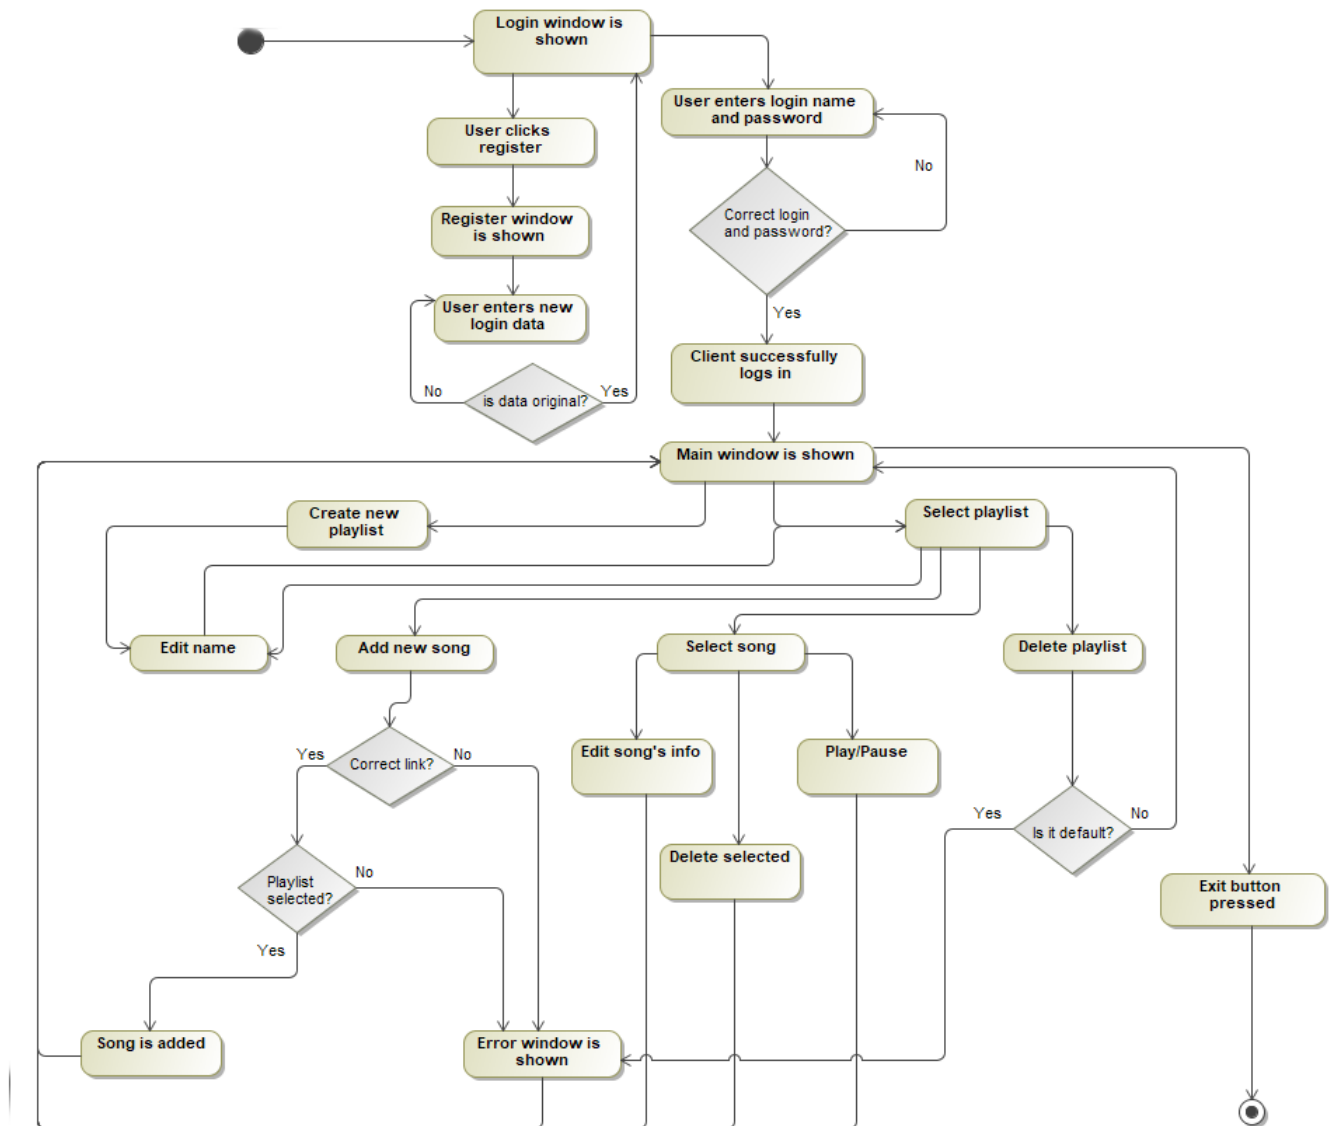 Login window is
shown
User enters login name
and password
User clicks
register
No
Correct login
and password?
Register window
is shown
User enters new
login data
Yes
Client successfully
logs in
No
is data original?
Yes
Main window is shown
Create new
playlist
Select playlist
Edit name
Add new song
Select song
Delete playlist
Yes
Correct link?
No
Edit song's info
Play/Pause
Yes
Is it default?
No
Delete selected
Playlist
selected?
No
Exit button
pressed
Yes
Song is added
Error window is
shown